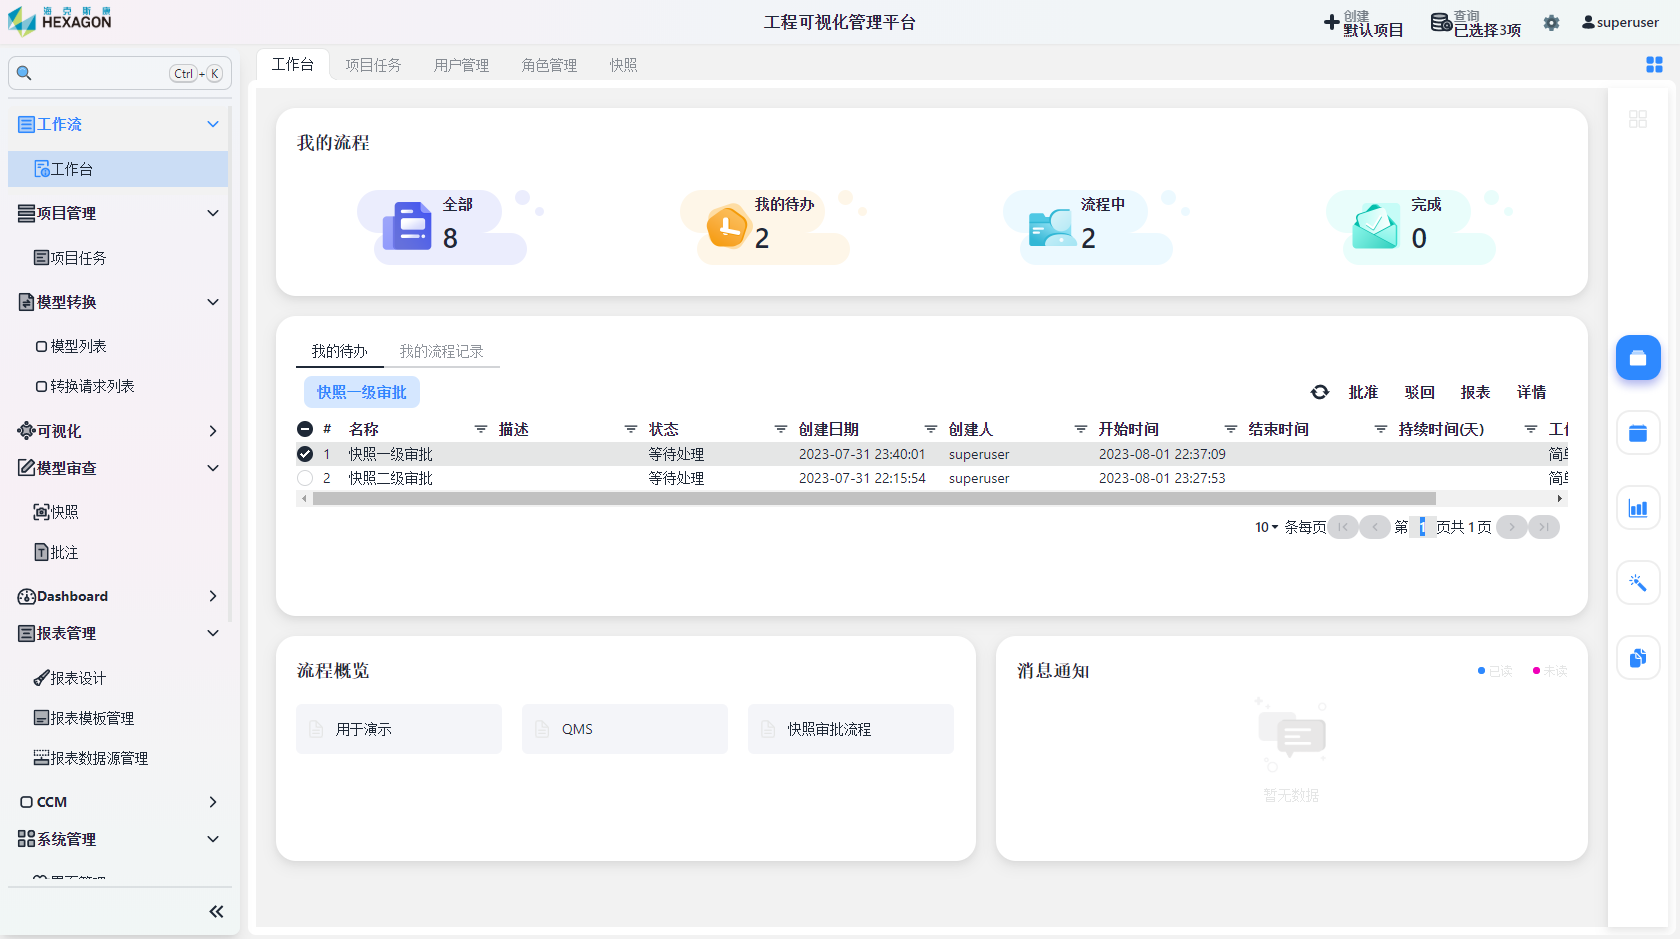 海克斯康
HEXAGON
工程可视化管理平台
创建
默认项目
查询
已选择3项
superuser
Ctrl + K
工作台
项目任务
用户管理
角色管理
快照
工作流
工作台
项目管理
项目任务
模型转换
模型列表
转换请求列表
可视化
模型审查
快照
批注
Dashboard
报表管理
报表设计
报表模板管理
报表数据源管理
CCM
系统管理
我的流程
全部
8
我的待办
2
流程中
2
完成
0
我的待办
我的流程记录
快照一级审批
批准
驳回
报表
详情
# 名称 描述 状态 创建日期 创建人 开始时间 结束时间 持续时间(天)
1 快照一级审批 等待处理 2023-07-31 23:40:01 superuser 2023-08-01 22:37:09
2 快照二级审批 等待处理 2023-07-31 22:15:54 superuser 2023-08-01 23:27:53
10 条每页 第 1 页共 1 页
流程概览
用于演示
QMS
快照审批流程
消息通知
已读
未读
暂无数据